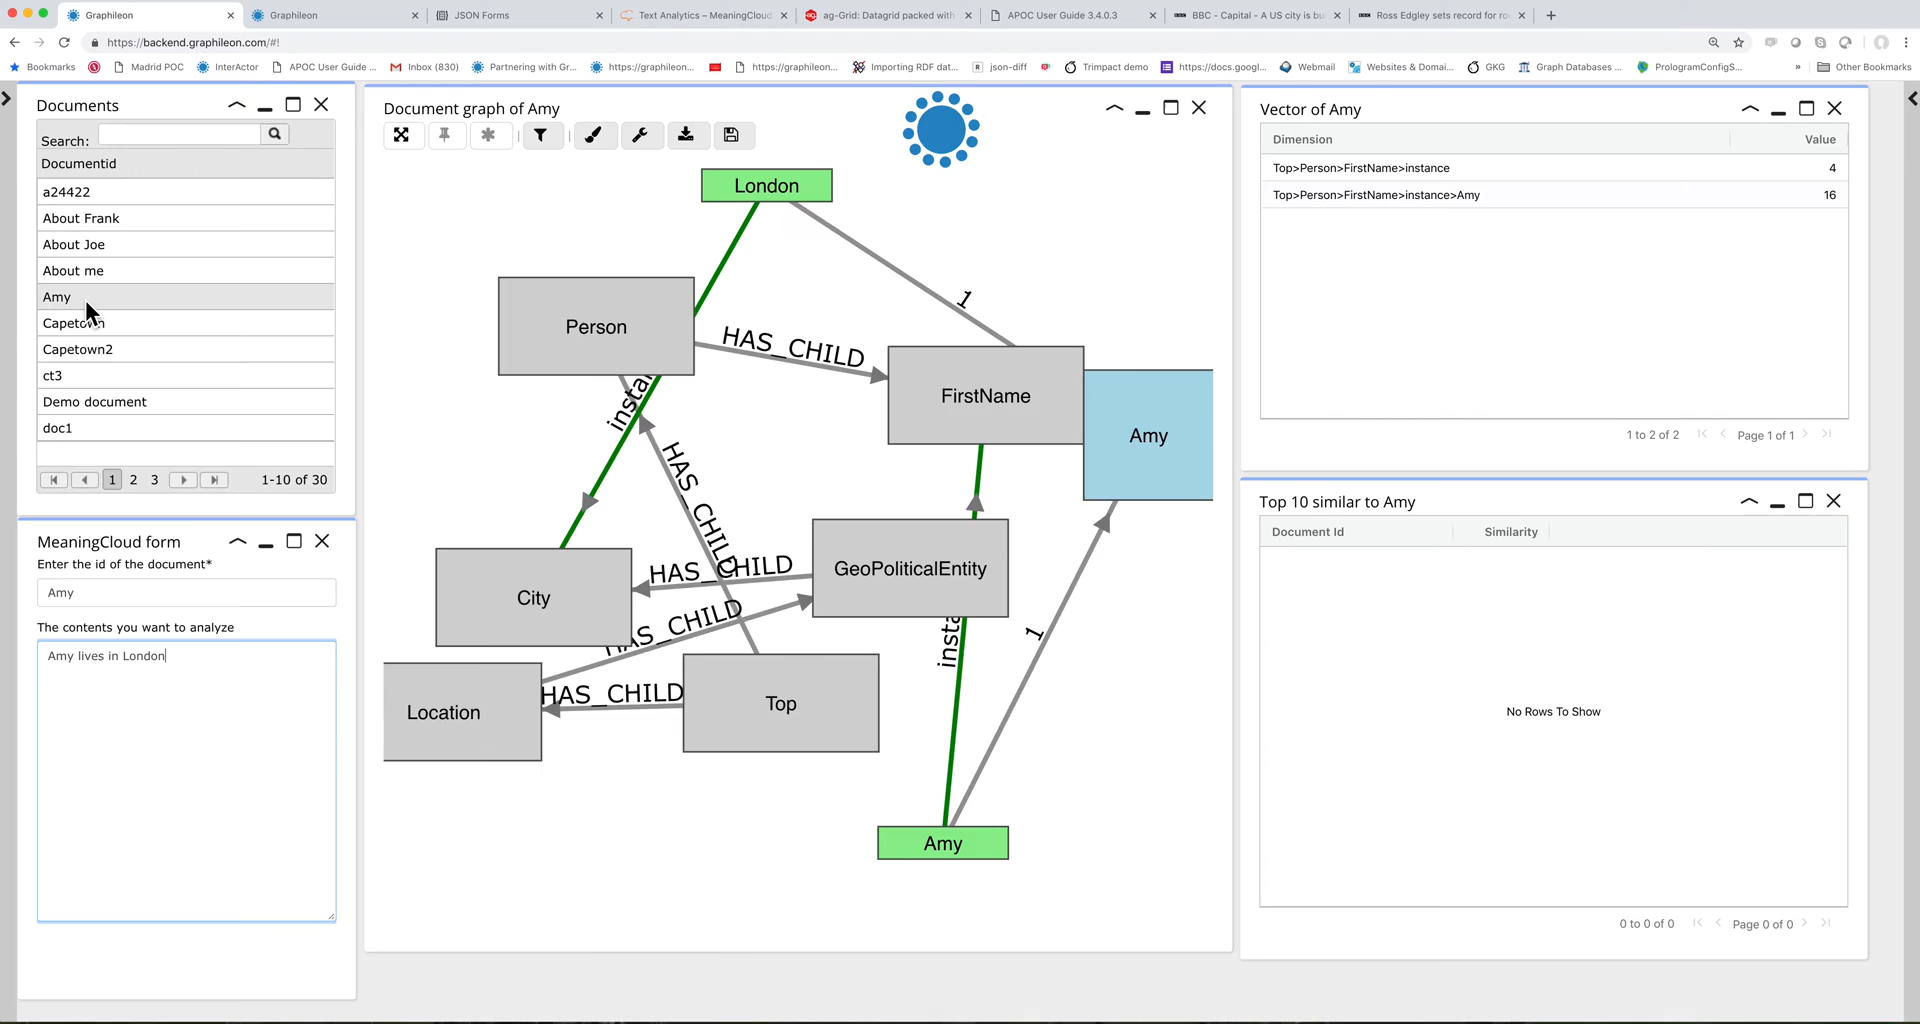 Graphileon
Graphileon
JSON Forms
Text Analytics – MeaningCloud
ag-Grid: Datagrid packed with
APOC User Guide 3.4.0.3
BBC - Capital - A US city is bu
Ross Edgley sets record for ro
https://backend.graphileon.com/#!
Bookmarks
Madrid POC
InterActor
APOC User Guide ...
Inbox (830)
Partnering with Gr...
https://graphileon...
https://graphileon...
Importing RDF dat...
json-diff
Trimpact demo
https://docs.googl...
Webmail
Websites & Domai...
GKG
Graph Databases ...
PrologramConfigS...
»
Other Bookmarks
Documents
Search:
Documentid
a24422
About Frank
About Joe
About me
Amy
Capetown
Capetown2
ct3
Demo document
doc1
1 2 3
1-10 of 30
MeaningCloud form
Enter the id of the document*
Amy
The contents you want to analyze
Amy lives in London
Document graph of Amy
London
1
Person
HAS_CHILD
FirstName
Amy
HAS_CHILD
GeoPoliticalEntity
HAS_CHILD
City
1
Location
HAS_CHILD
Top
Amy
Vector of Amy
Dimension Value
Top>Person>FirstName>instance 4
Top>Person>FirstName>instance>Amy 16
1 to 2 of 2
Page 1 of 1
Top 10 similar to Amy
Document Id Similarity
No Rows To Show
0 to 0 of 0
Page 0 of 0